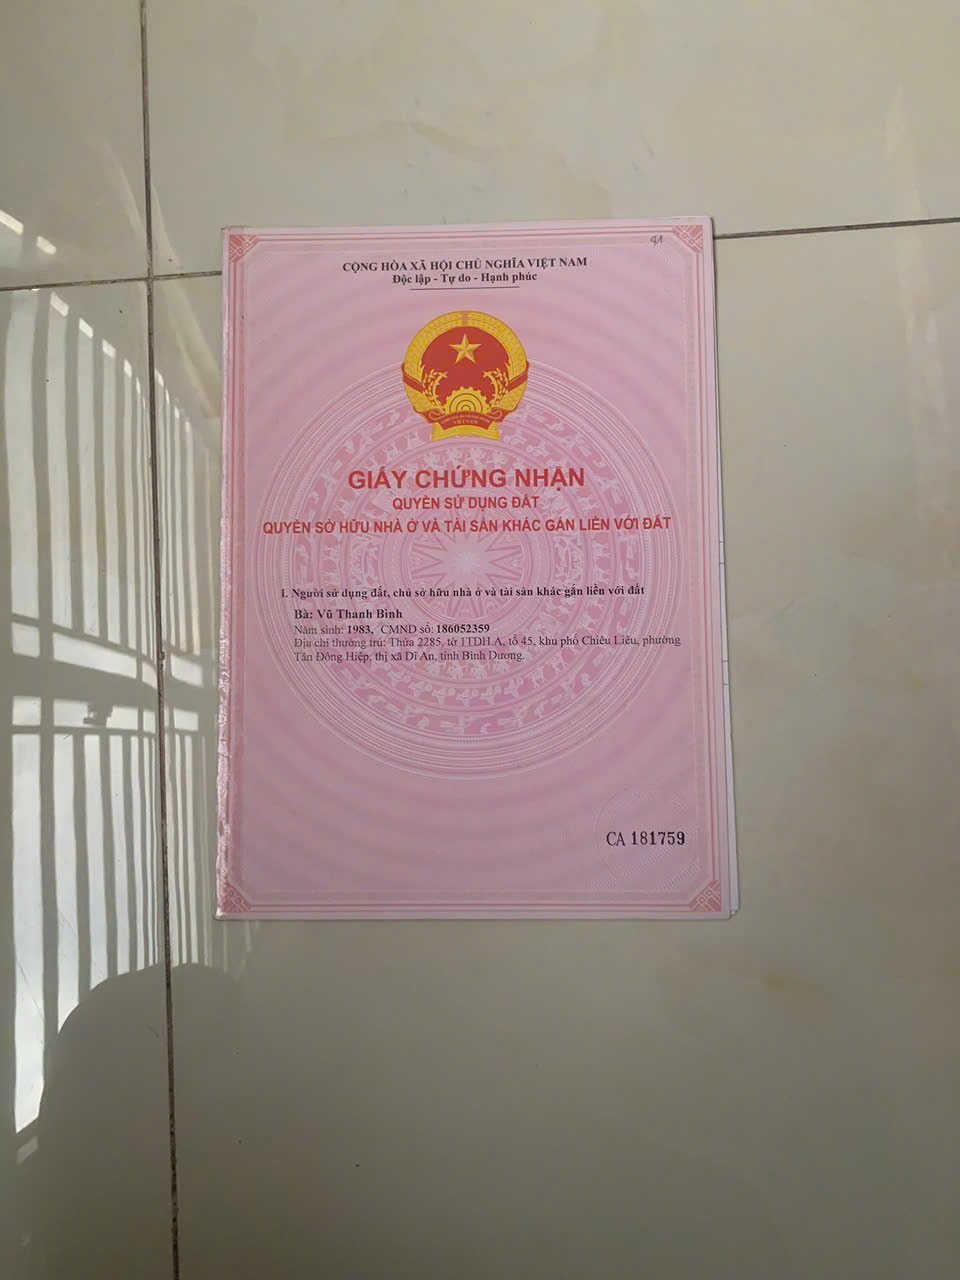 41
CỘNG HÒA XÃ HỘI CHỦ NGHĨA VIỆT NAM
Độc lập - Tự do - Hạnh phúc
VIỆT NAM
GIẤY CHỨNG NHẬN
QUYỀN SỬ DỤNG ĐẤT
QUYỀN SỞ HỮU NHÀ Ở VÀ TÀI SẢN KHÁC GẮN LIỀN VỚI ĐẤT
I. Người sử dụng đất, chủ sở hữu nhà ở và tài sản khác gắn liền với đất
Bà: Vũ Thanh Bình
Năm sinh: 1983, CMND số: 186052359
Địa chỉ thường trú: Thửa 2285, tờ 1TDH.A, tổ 45, khu phố Chiêu Liêu, phường
Tân Đông Hiệp, thị xã Dĩ An, tỉnh Bình Dương.
CA 181759